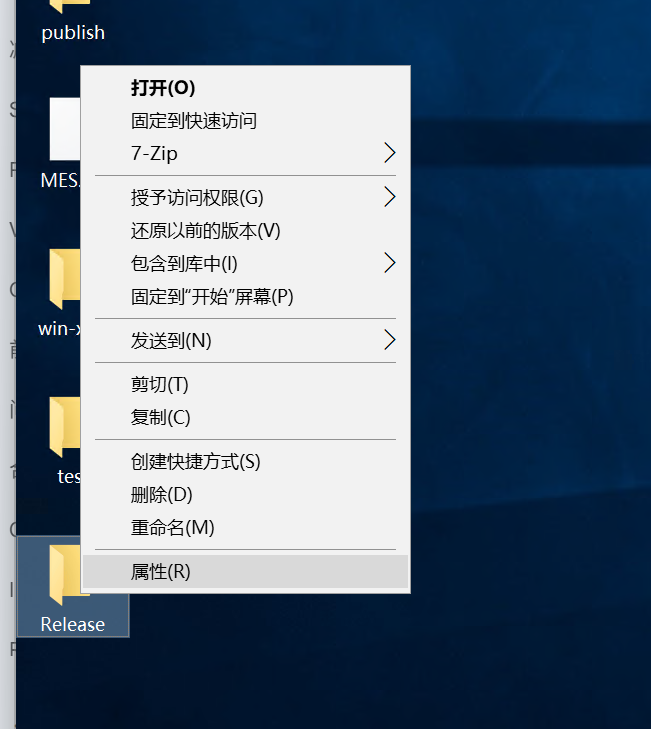 publish
打开(O)
固定到快速访问
7-Zip
MES.
授予访问权限(G)
还原以前的版本(V)
包含到库中(I)
固定到“开始”屏幕(P)
win-x
发送到(N)
剪切(T)
复制(C)
创建快捷方式(S)
tes
删除(D)
重命名(M)
属性(R)
Release